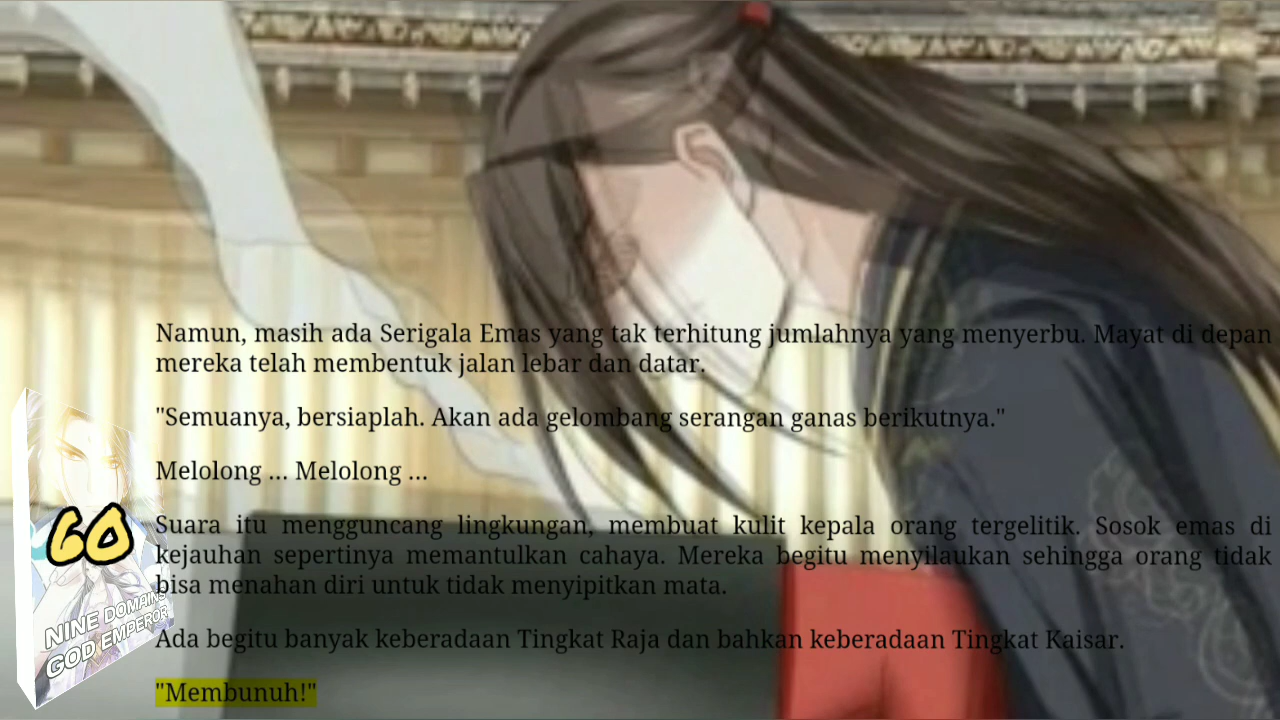 Namun, masih ada Serigala Emas yang tak terhitung jumlahnya yang menyerbu. Mayat di depan
mereka telah membentuk jalan lebar dan datar.
"Semuanya, bersiaplah. Akan ada gelombang serangan ganas berikutnya."
Melolong ... Melolong ...
Suara itu mengguncang lingkungan, membuat kulit kepala orang tergelitik. Sosok emas di
kejauhan sepertinya memantulkan cahaya. Mereka begitu menyilaukan sehingga orang tidak
bisa menahan diri untuk tidak menyipitkan mata.
Ada begitu banyak keberadaan Tingkat Raja dan bahkan keberadaan Tingkat Kaisar.
"Membunuh!"
60
NINE DOMAINS
GOD EMPEROR